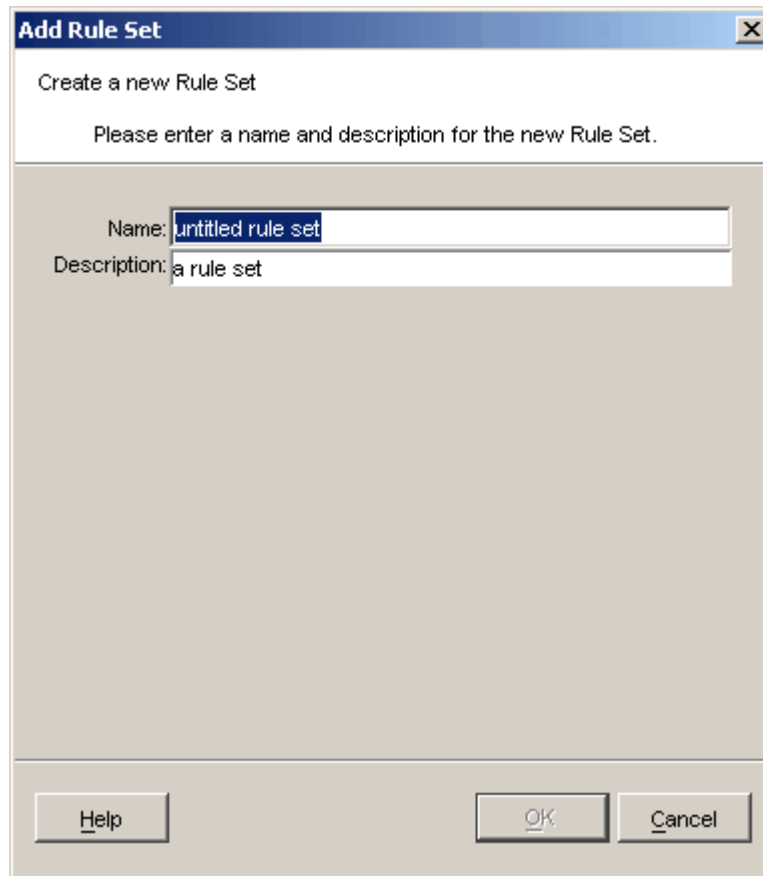 Add Rule Set
Create a new Rule Set
Please enter a name and description for the new Rule Set.
Name: untitled rule set
Description: a rule set
Help OK Cancel